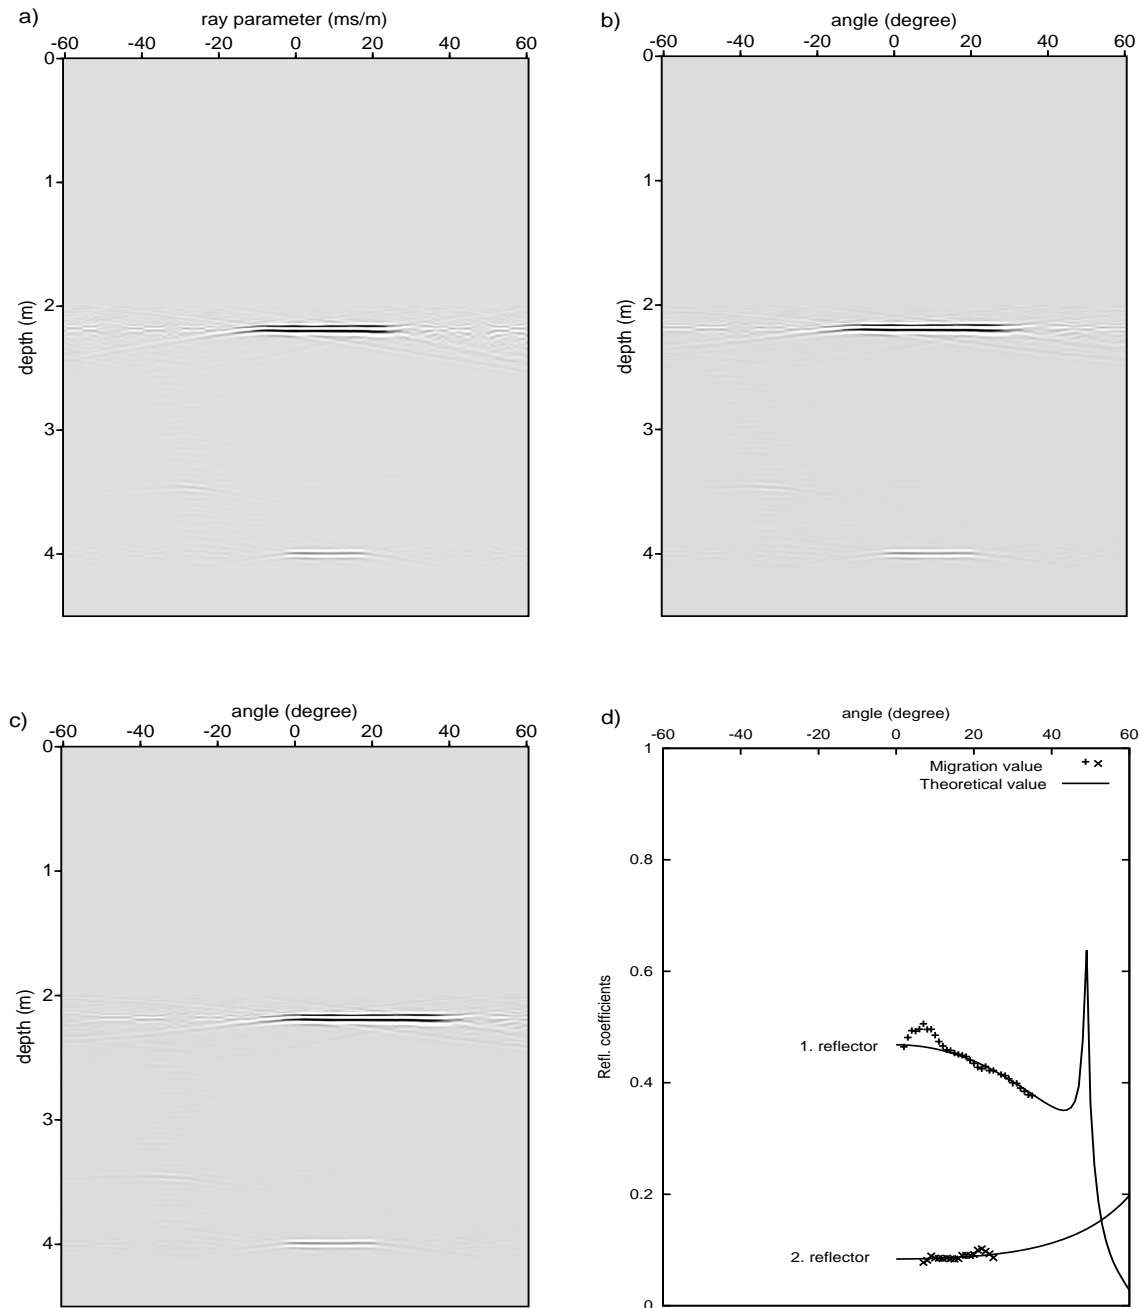 a)
ray parameter (ms/m)
-60 -40 -20 0 20 40 60
0
1
2
3
4
depth (m)
b)
angle (degree)
-60 -40 -20 0 20 40 60
0
1
2
3
4
depth (m)
c)
angle (degree)
-60 -40 -20 0 20 40 60
0
1
2
3
4
depth (m)
d)
angle (degree)
-60 -40 -20 0 20 40 60
1
0.8
0.6
0.4
0.2
0
Refl. coefficients
Migration value
Theoretical value
1. reflector
2. reflector